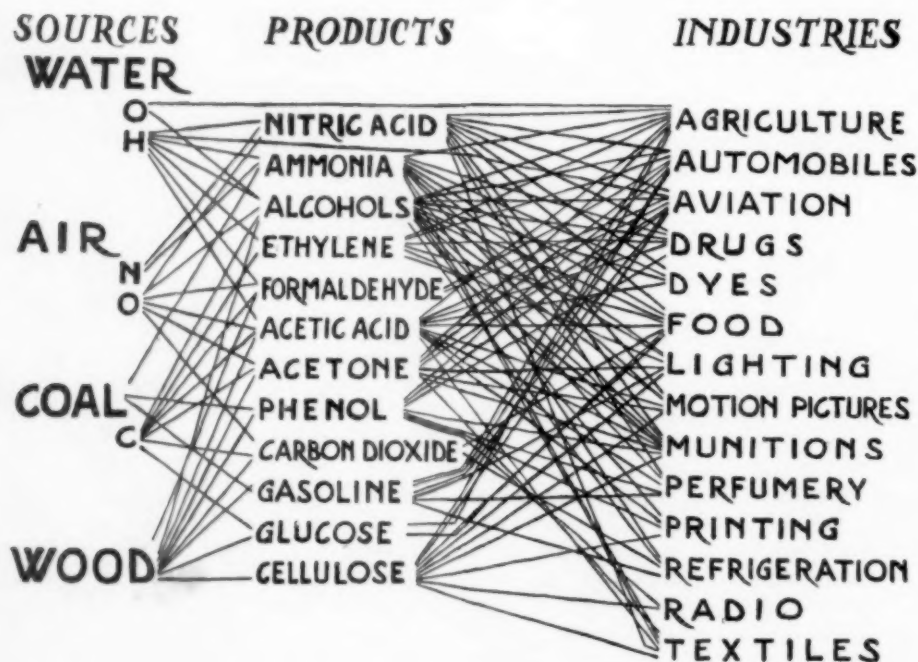 SOURCES PRODUCTS INDUSTRIES
WATER
O
H
AIR
N
O
COAL
C
WOOD
NITRIC ACID
AMMONIA
ALCOHOLS
ETHYLENE
FORMALDEHYDE
ACETIC ACID
ACETONE
PHENOL
CARBON DIOXIDE
GASOLINE
GLUCOSE
CELLULOSE
AGRICULTURE
AUTOMOBILES
AVIATION
DRUGS
DYES
FOOD
LIGHTING
MOTION PICTURES
MUNITIONS
PERFUMERY
PRINTING
REFRIGERATION
RADIO
TEXTILES